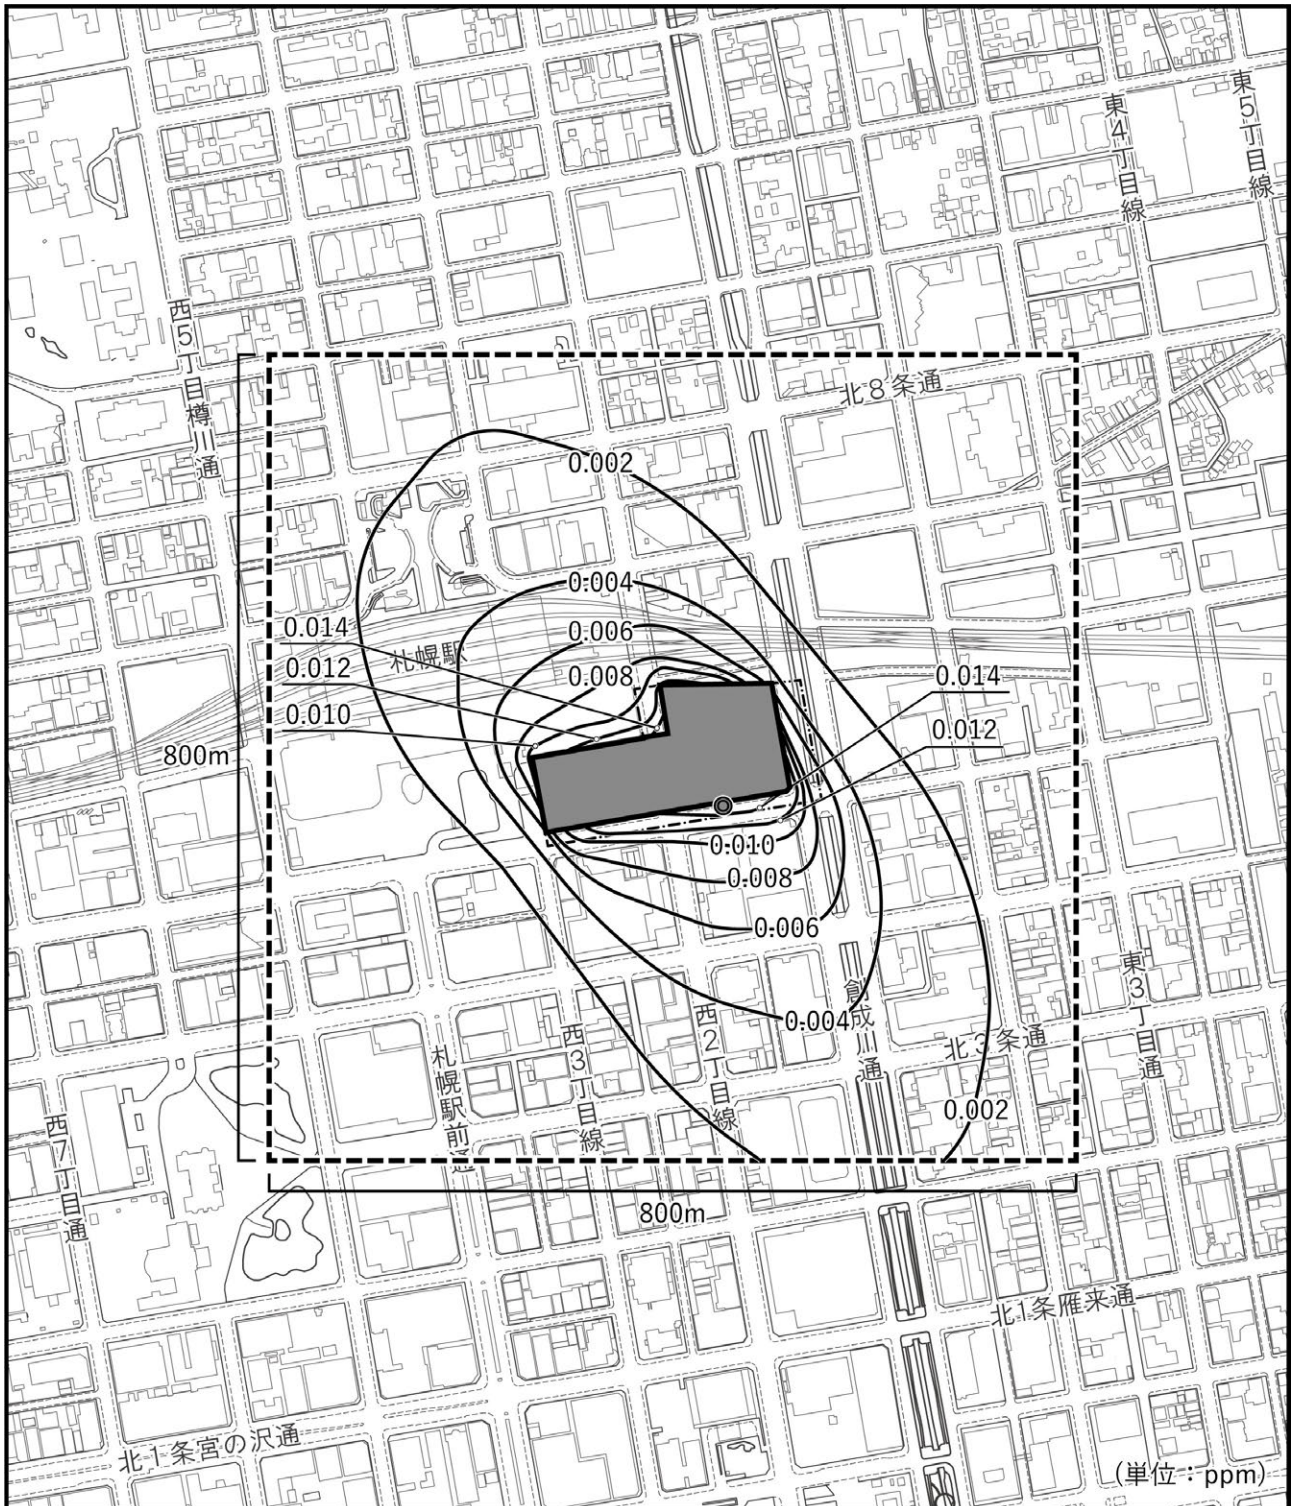 東5丁目線
東4丁目線
西5丁目樽川通
北8条通
0.002
0.004
0.014
0.006
札幌駅
0.012
0.008
0.014
0.010
0.012
800m
0.010
0.008
0.006
創成川通
東3丁目通
0.004
西2丁目線
西3丁目線
北3条通
札幌駅前通
0.002
西7丁目通
800m
北1条雁来通
北1条宮の沢通
(単位：ppm)